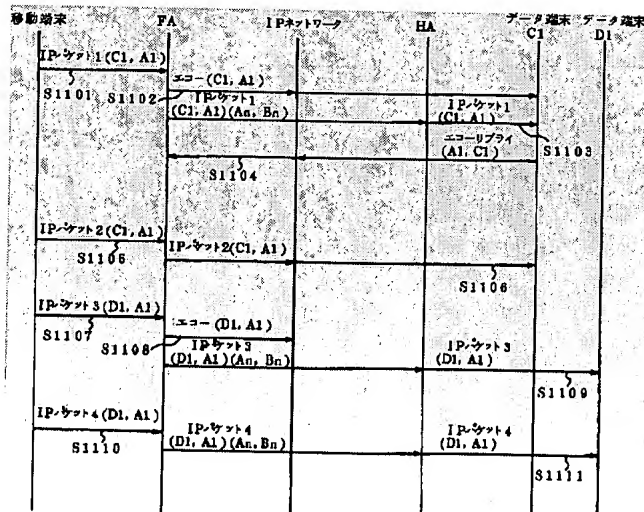 移動端末 FA IPネットワーク HA データ端末 C1 データ端末 D1
IPパケット1(C1, A1)
S1101
エコー(C1, A1)
S1102
IPパケット1
(C1, A1)(An, Bn)
IPパケット1
(C1, A1)
S1103
エコーリプライ
(A1, C1)
S1104
IPパケット2(C1, A1)
S1105
IPパケット2(C1, A1)
S1106
IPパケット3(D1, A1)
S1107
エコー(D1, A1)
S1108
IPパケット3
(D1, A1)(An, Bn)
IPパケット3
(D1, A1)
S1109
IPパケット4(D1, A1)
S1110
IPパケット4
(D1, A1)(An, Bn)
IPパケット4
(D1, A1)
S1111